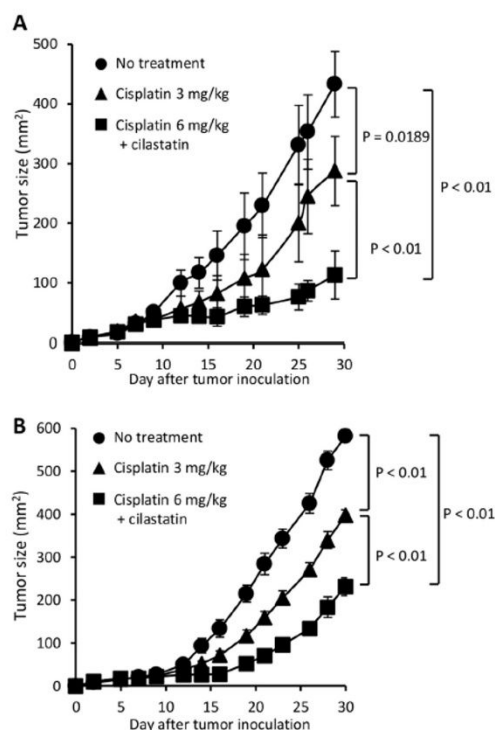 A
500
400
300
200
100
0
Tumor size (mm²)
No treatment
Cisplatin 3 mg/kg
Cisplatin 6 mg/kg
+ cilastatin
P = 0.0189
P < 0.01
P < 0.01
0 5 10 15 20 25 30
Day after tumor inoculation
B
600
500
400
300
200
100
0
Tumor size (mm²)
No treatment
Cisplatin 3 mg/kg
Cisplatin 6 mg/kg
+ cilastatin
P < 0.01
P < 0.01
P < 0.01
0 5 10 15 20 25 30
Day after tumor inoculation